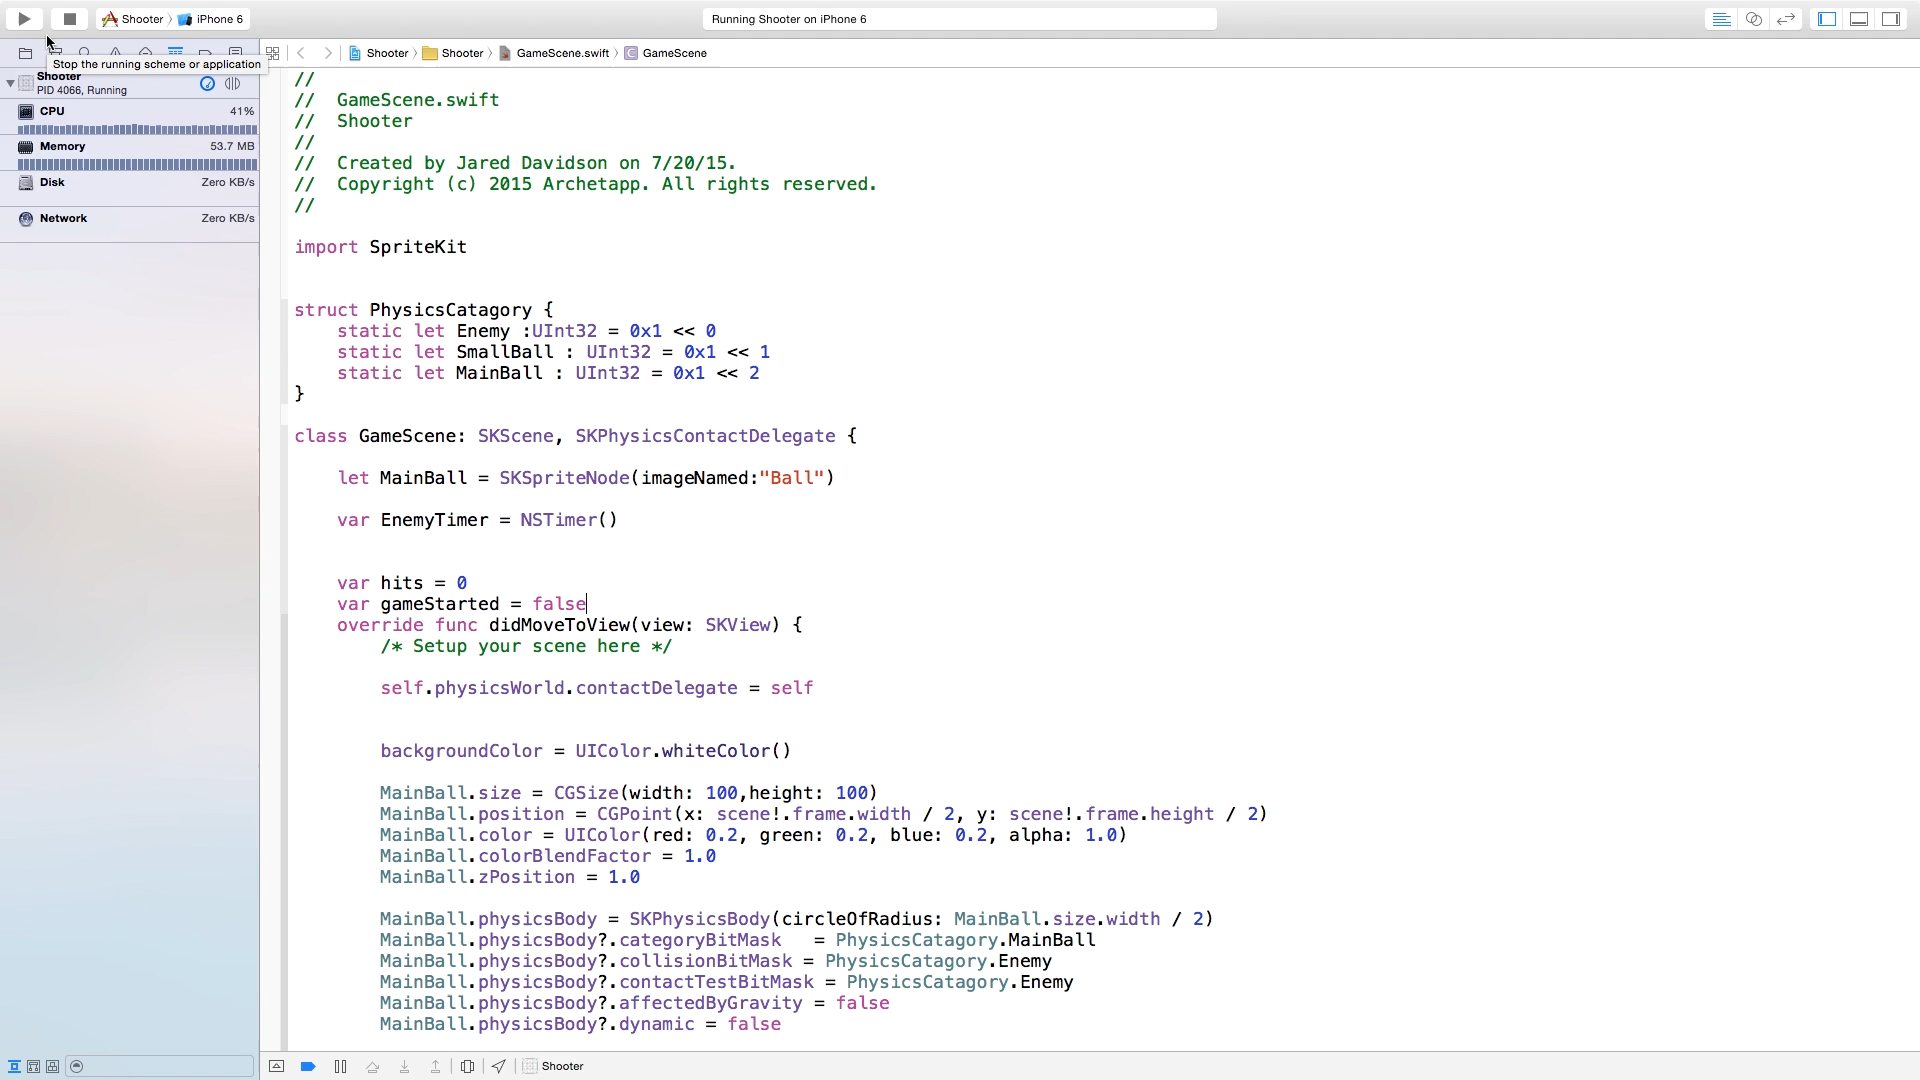 Shooter iPhone 6
Running Shooter on iPhone 6
Stop the running scheme or application
Shooter Shooter GameScene.swift C GameScene
Shooter
PID 4066, Running
CPU 41%
Memory 53.7 MB
Disk Zero KB/s
Network Zero KB/s
//
//  GameScene.swift
//  Shooter
//
//  Created by Jared Davidson on 7/20/15.
//  Copyright (c) 2015 Archetapp. All rights reserved.
//
import SpriteKit
struct PhysicsCatagory {
    static let Enemy :UInt32 = 0x1 << 0
    static let SmallBall : UInt32 = 0x1 << 1
    static let MainBall : UInt32 = 0x1 << 2
}
class GameScene: SKScene, SKPhysicsContactDelegate {
    let MainBall = SKSpriteNode(imageNamed:"Ball")
    var EnemyTimer = NSTimer()
    var hits = 0
    var gameStarted = false
    override func didMoveToView(view: SKView) {
        /* Setup your scene here */
        self.physicsWorld.contactDelegate = self
        backgroundColor = UIColor.whiteColor()
        MainBall.size = CGSize(width: 100,height: 100)
        MainBall.position = CGPoint(x: scene!.frame.width / 2, y: scene!.frame.height / 2)
        MainBall.color = UIColor(red: 0.2, green: 0.2, blue: 0.2, alpha: 1.0)
        MainBall.colorBlendFactor = 1.0
        MainBall.zPosition = 1.0
        MainBall.physicsBody = SKPhysicsBody(circleOfRadius: MainBall.size.width / 2)
        MainBall.physicsBody?.categoryBitMask   = PhysicsCatagory.MainBall
        MainBall.physicsBody?.collisionBitMask = PhysicsCatagory.Enemy
        MainBall.physicsBody?.contactTestBitMask = PhysicsCatagory.Enemy
        MainBall.physicsBody?.affectedByGravity = false
        MainBall.physicsBody?.dynamic = false
Shooter